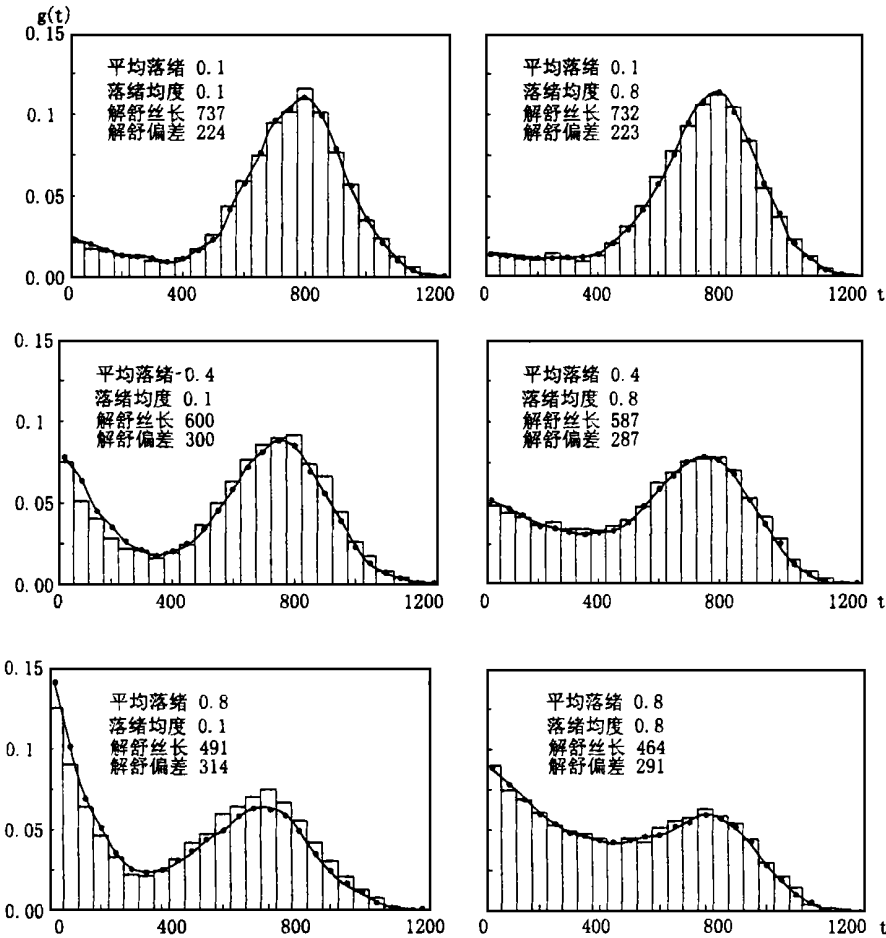 g(t)
0.15
0.1
0.05
0.00
平均落绪 0.1
落绪均度 0.1
解舒丝长 737
解舒偏差 224
0 400 800 1200
平均落绪 0.1
落绪均度 0.8
解舒丝长 732
解舒偏差 223
0 400 800 1200 t
0.15
0.1
0.05
0.00
平均落绪 0.4
落绪均度 0.1
解舒丝长 600
解舒偏差 300
0 400 800 1200
平均落绪 0.4
落绪均度 0.8
解舒丝长 587
解舒偏差 287
0 400 800 1200 t
0.15
0.1
0.05
0.00
平均落绪 0.8
落绪均度 0.1
解舒丝长 491
解舒偏差 314
0 400 800 1200
平均落绪 0.8
落绪均度 0.8
解舒丝长 464
解舒偏差 291
0 400 800 1200 t